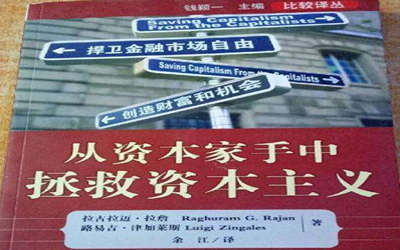 钱颖一 主编 比较译丛
Saving Capitalism
From the Capitalists
捍卫金融市场自由
Saving Capitalism From the Capitalists
创造财富和机会
从资本家手中
拯救资本主义
拉古拉迈·拉詹 Raghuram G. Rajan
路易吉·津加莱斯 Luigi Zingales 著
余江/译